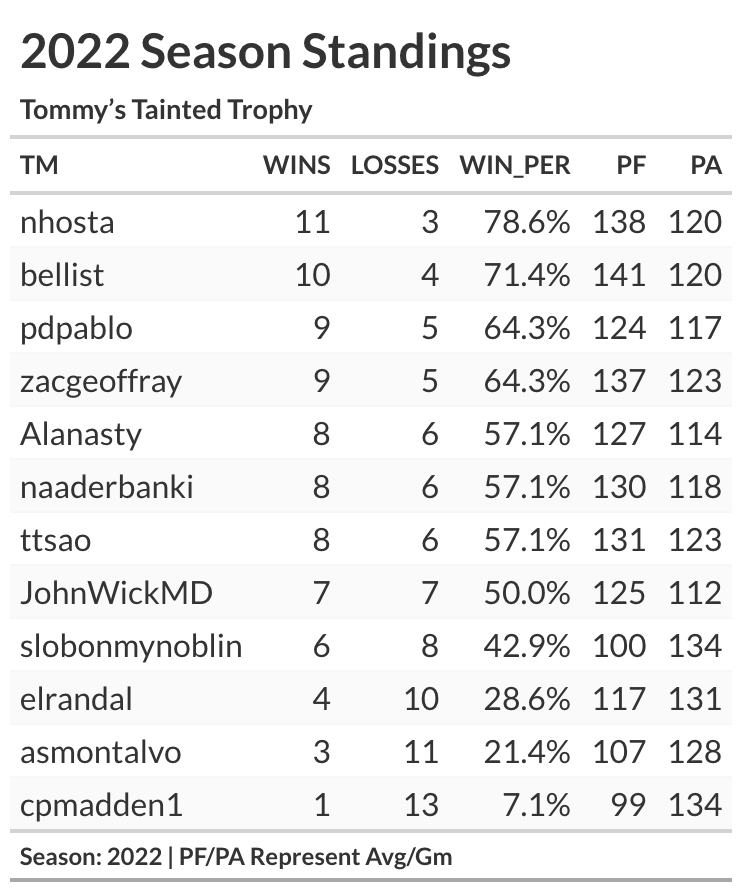 2022 Season Standings
Tommy’s Tainted Trophy
TM WINS LOSSES WIN_PER PF PA
nhosta 11 3 78.6% 138 120
bellist 10 4 71.4% 141 120
pdpablo 9 5 64.3% 124 117
zacgeoffray 9 5 64.3% 137 123
Alanasty 8 6 57.1% 127 114
naaderbanki 8 6 57.1% 130 118
ttsao 8 6 57.1% 131 123
JohnWickMD 7 7 50.0% 125 112
slobonmynoblin 6 8 42.9% 100 134
elrandal 4 10 28.6% 117 131
asmontalvo 3 11 21.4% 107 128
cpmadden1 1 13 7.1% 99 134
Season: 2022 | PF/PA Represent Avg/Gm